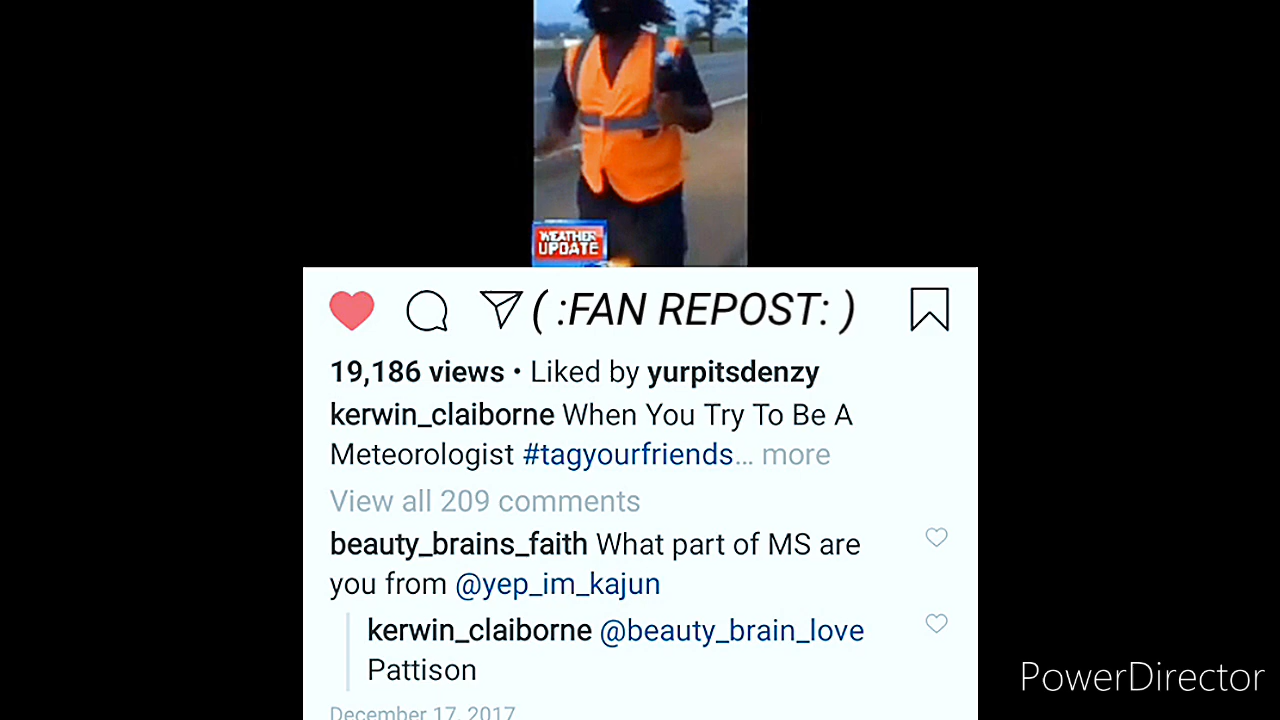 WEATHER
UPDATE
( :FAN REPOST: )
19,186 views • Liked by yurpitsdenzy
kerwin_claiborne When You Try To Be A
Meteorologist #tagyourfriends… more
View all 209 comments
beauty_brains_faith What part of MS are
you from @yep_im_kajun
kerwin_claiborne @beauty_brain_love
Pattison
December 17, 2017
PowerDirector